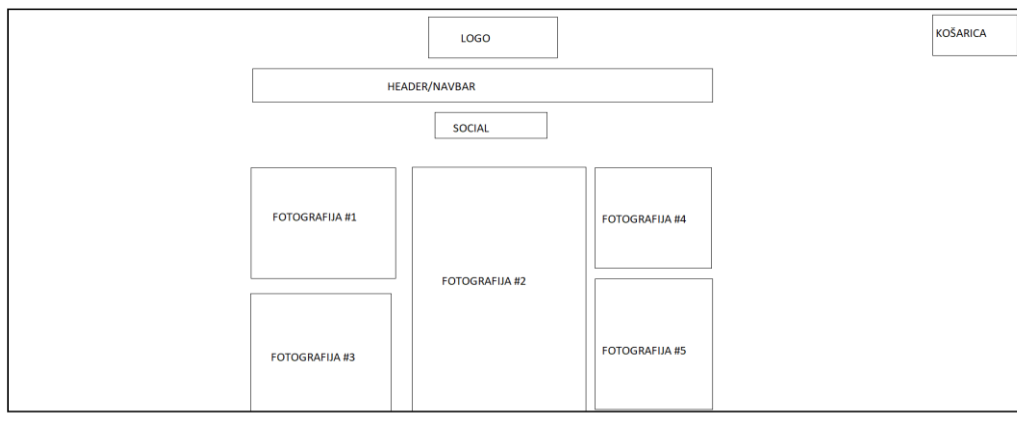 LOGO
KOŠARICA
HEADER/NAVBAR
SOCIAL
FOTOGRAFIJA #1
FOTOGRAFIJA #2
FOTOGRAFIJA #4
FOTOGRAFIJA #3
FOTOGRAFIJA #5